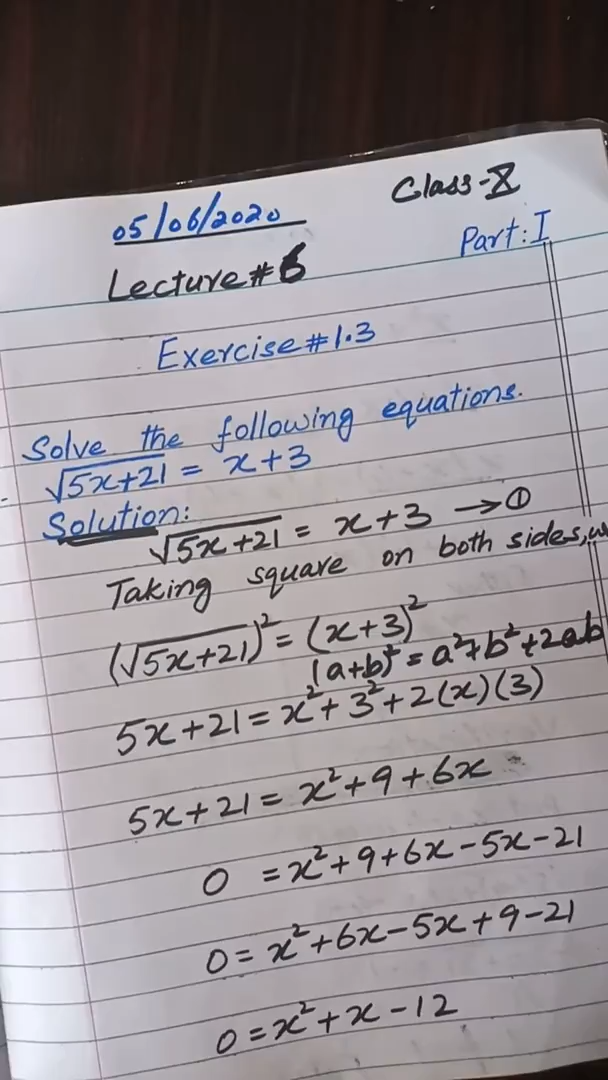 05/06/2020
Class-X
Part: I
Lecture # 6
Exercise # 1.3
Solve the following equations.
√5x+21 = x+3
Solution:
√5x+21 = x+3 → ①
Taking square on both sides,
(√5x+21)² = (x+3)²
(a+b)² = a²+b²+2ab
5x+21 = x²+3²+2(x)(3)
5x+21 = x²+9+6x
0 = x²+9+6x-5x-21
0 = x²+6x-5x+9-21
0 = x²+x-12